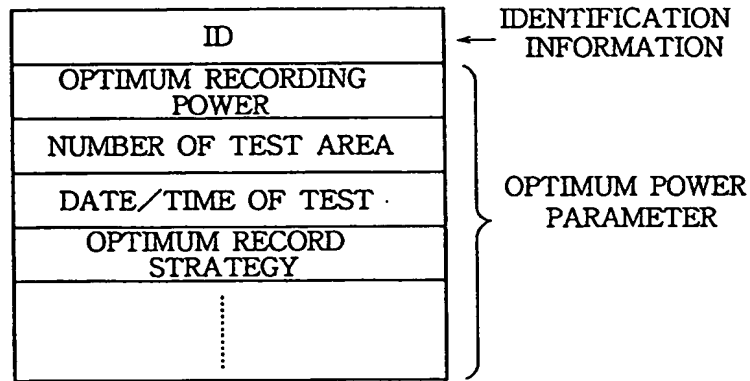 ID
OPTIMUM RECORDING
POWER
NUMBER OF TEST AREA
DATE/TIME OF TEST
OPTIMUM RECORD
STRATEGY
IDENTIFICATION
INFORMATION
OPTIMUM POWER
PARAMETER